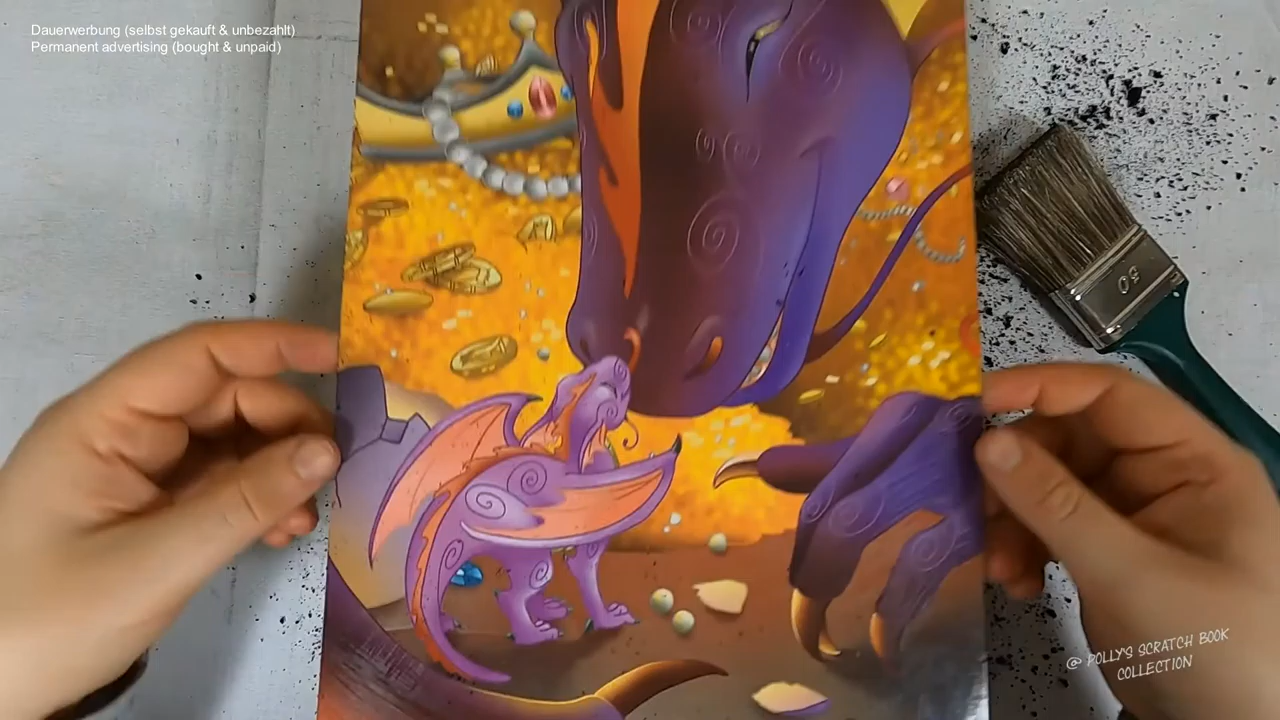 Dauerwerbung (selbst gekauft & unbezahlt)
Permanent advertising (bought & unpaid)
@ POLLY'S SCRATCH BOOK
COLLECTION